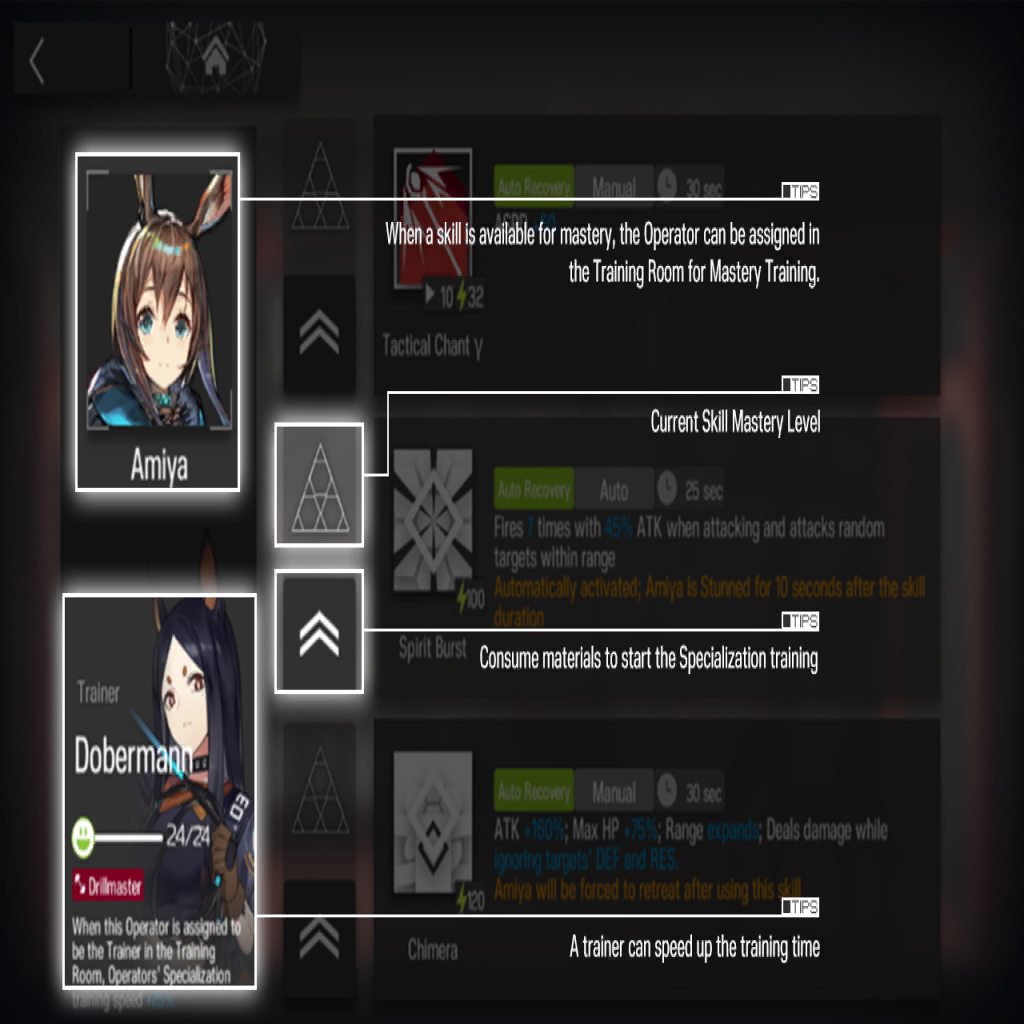 Auto Recovery Manual 30 sec
TIPS
When a skill is available for mastery, the Operator can be assigned in
the Training Room for Mastery Training.
10 32
Tactical Chant γ
Amiya
TIPS
Current Skill Mastery Level
Auto Recovery Auto 25 sec
Fires 7 times with 45% ATK when attacking and attacks random
targets within range
Automatically activated; Amiya is Stunned for 10 seconds after the skill
duration
100
Spirit Burst
TIPS
Consume materials to start the Specialization training
Trainer
Dobermann
24/24
Drillmaster
When this Operator is assigned to
be the Trainer in the Training
Room, Operators' Specialization
training speed +25%
03
Auto Recovery Manual 30 sec
ATK +160%; Max HP +75%; Range expands; Deals damage while
ignoring targets' DEF and RES.
Amiya will be forced to retreat after using this skill
120
Chimera
TIPS
A trainer can speed up the training time